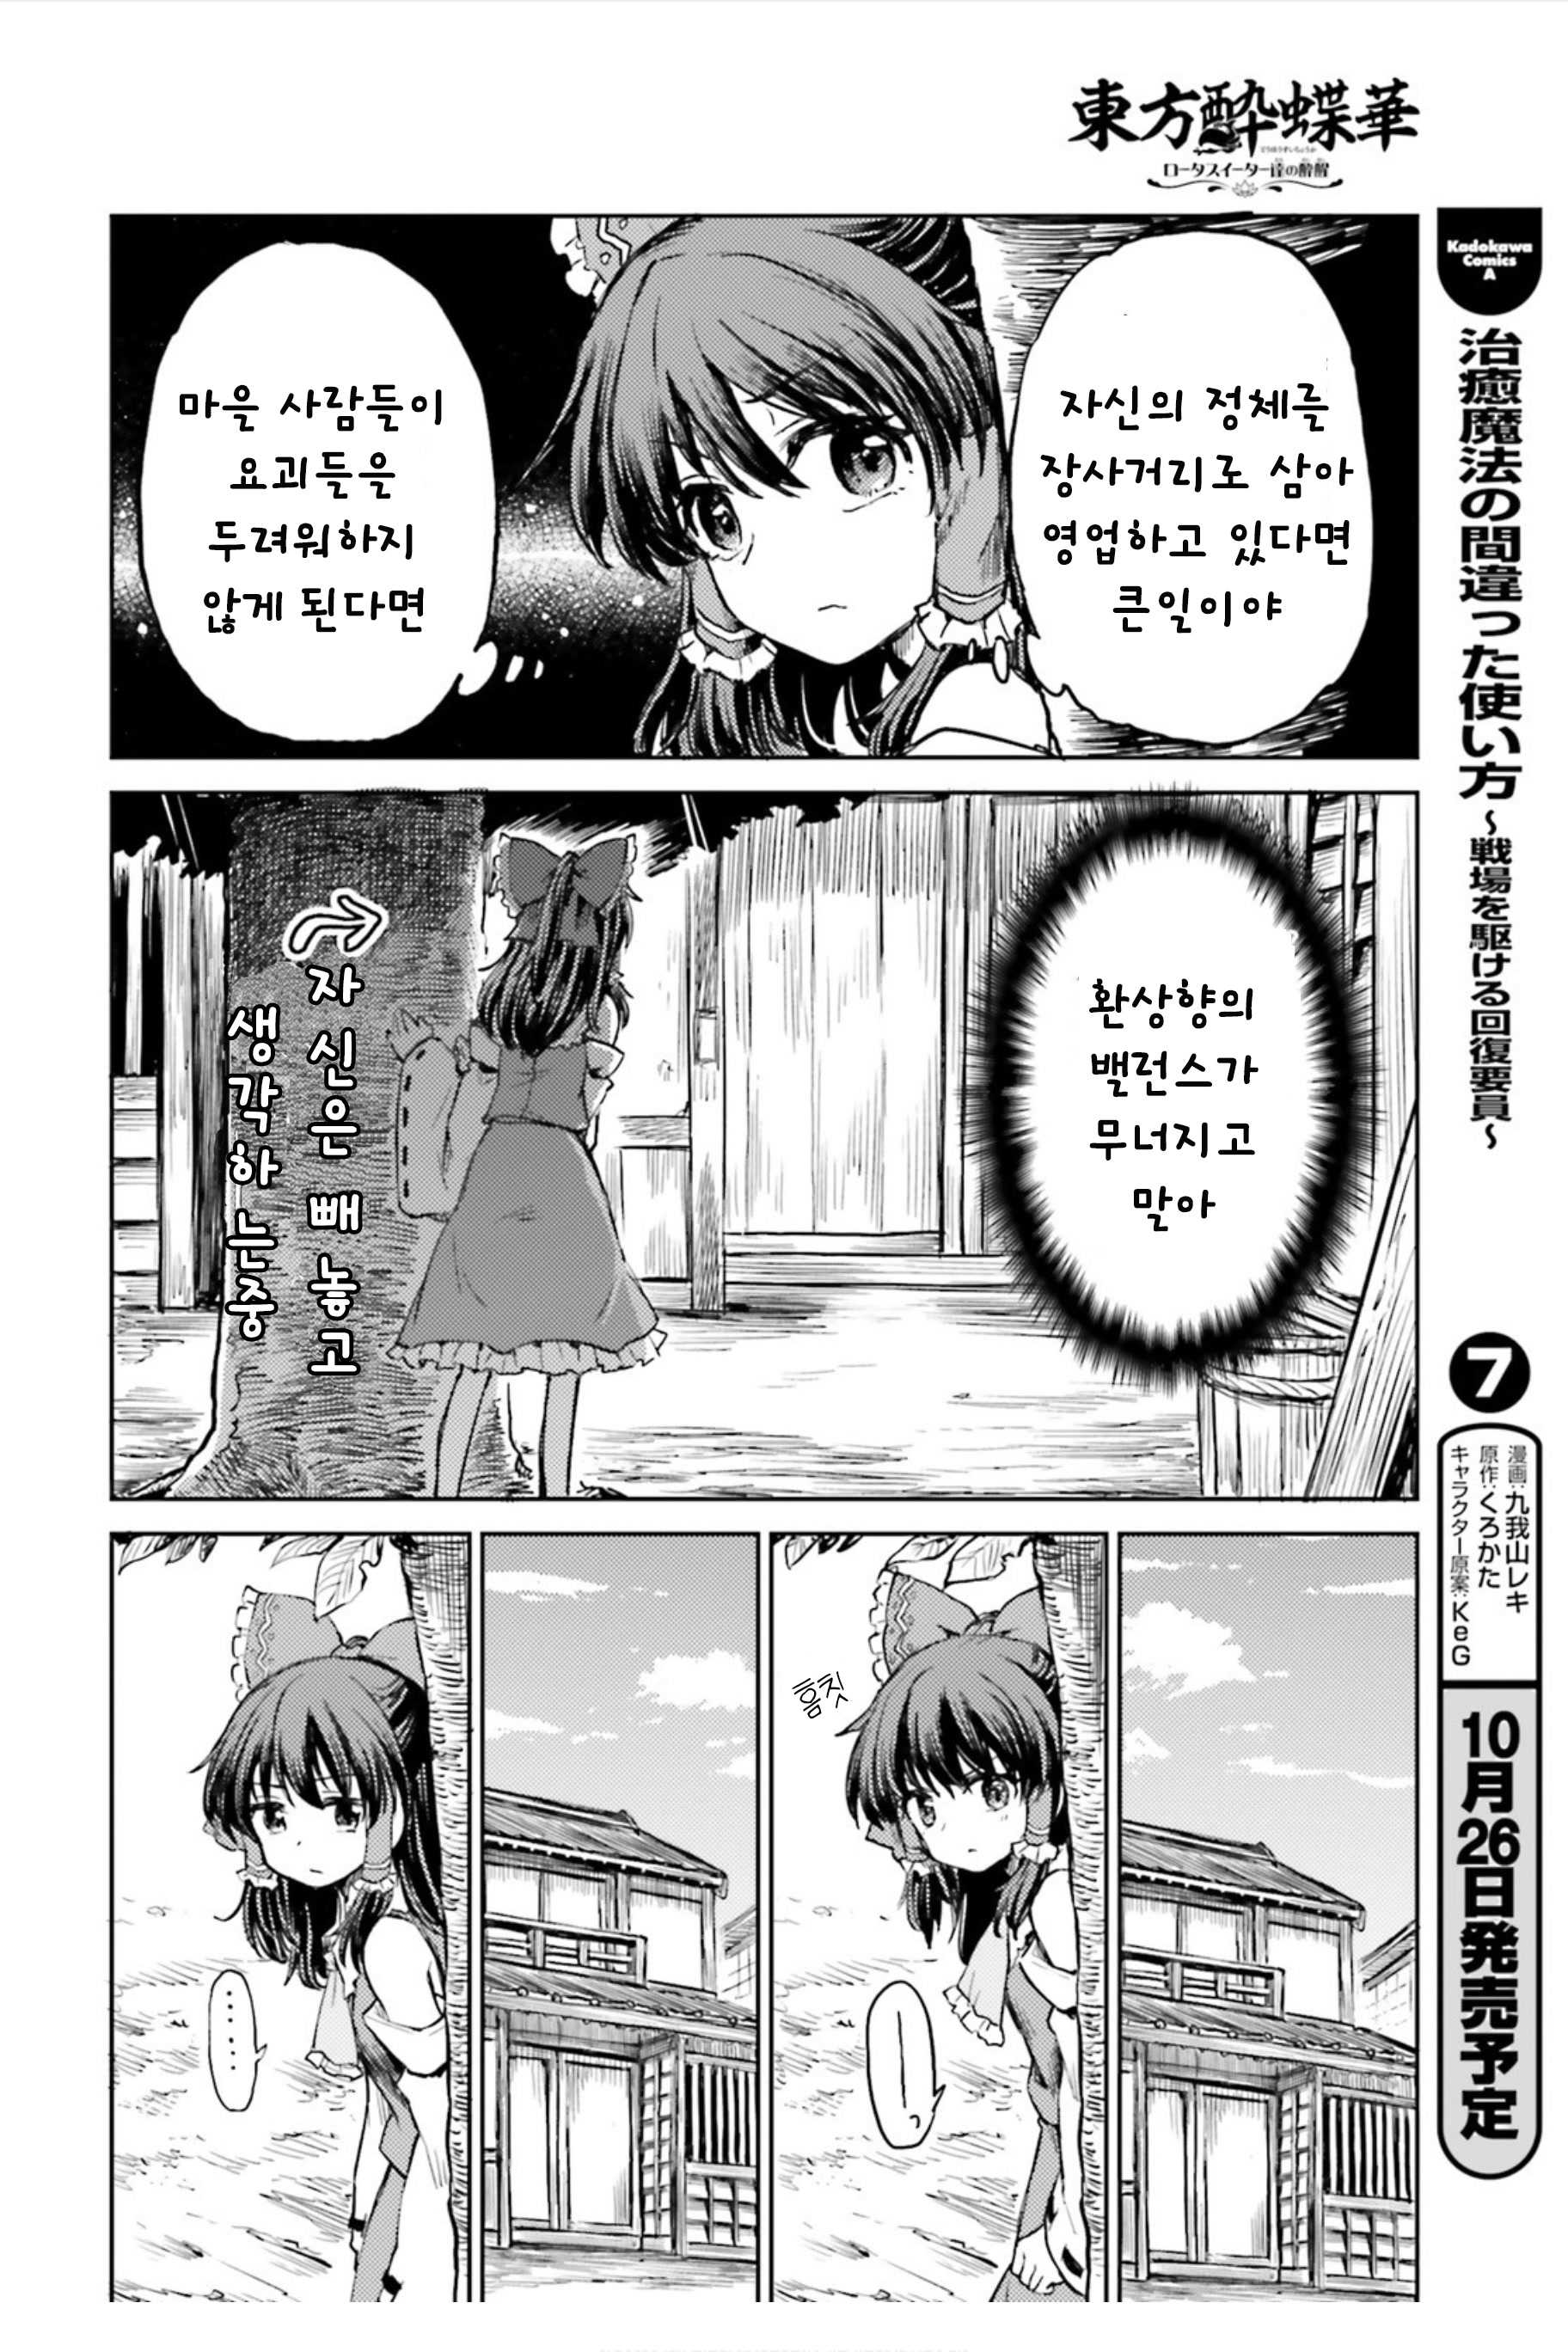 東方酔蝶華
ロータスイーター達の酔醒
Kadokawa
Comics
A
治癒魔法の間違った使い方
~戦場を駆ける回復要員~
7
漫画:九我山レキ
原作:くろかた
キャラクター原案:KeG
10月26日発売予定
자신의 정체를
장사거리로 삼아
영업하고 있다면
큰일이야
마을 사람들이
요괴들을
두려워하지
않게 된다면
환상향의
밸런스가
무너지고
말아
자신은 빼놓고
생각하는중
흠칫
……